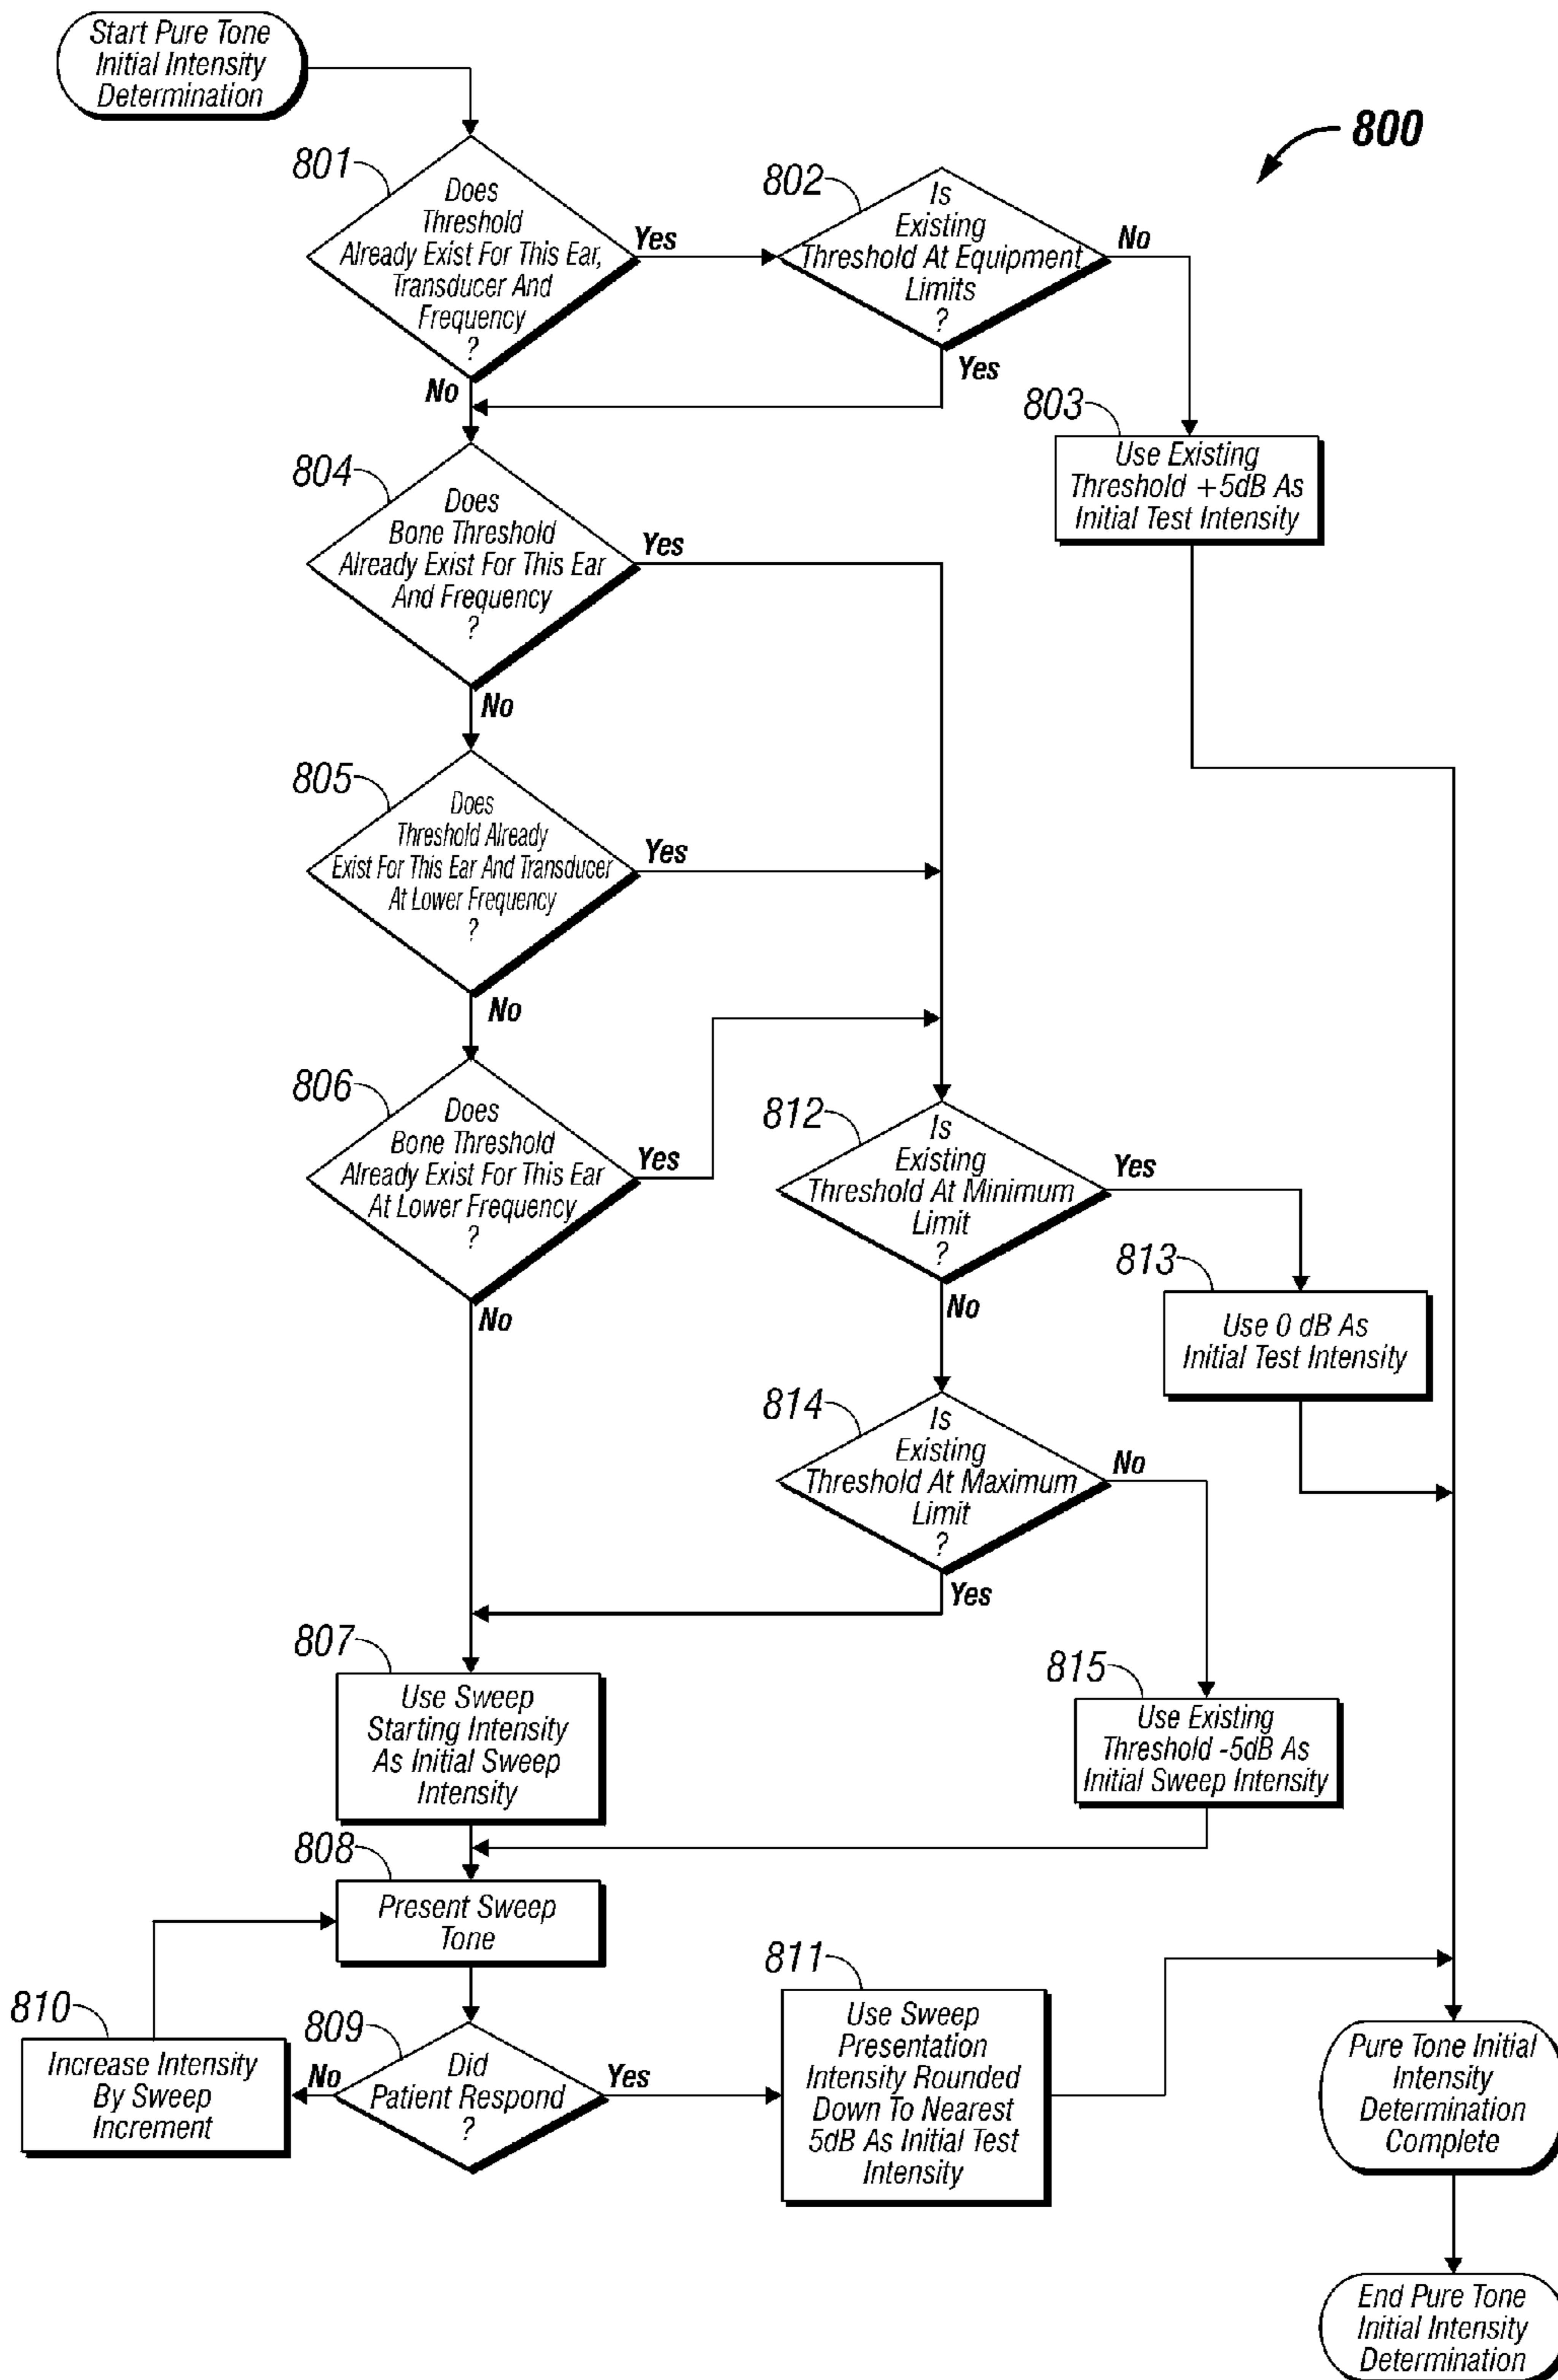 Start Pure Tone
Initial Intensity
Determination
800
801
Does
Threshold
Already Exist For This Ear,
Transducer And
Frequency
?
Yes
No
802
Is
Existing
Threshold At Equipment
Limits
?
No
Yes
803
Use Existing
Threshold +5dB As
Initial Test Intensity
804
Does
Bone Threshold
Already Exist For This Ear
And Frequency
?
Yes
No
805
Does
Threshold Already
Exist For This Ear And Transducer
At Lower Frequency
?
Yes
No
806
Does
Bone Threshold
Already Exist For This Ear
At Lower Frequency
?
Yes
No
812
Is
Existing
Threshold At Minimum
Limit
?
Yes
No
813
Use 0 dB As
Initial Test Intensity
814
Is
Existing
Threshold At Maximum
Limit
?
No
Yes
807
Use Sweep
Starting Intensity
As Initial Sweep
Intensity
815
Use Existing
Threshold -5dB As
Initial Sweep Intensity
808
Present Sweep
Tone
810
Increase Intensity
By Sweep
Increment
809
Did
Patient Respond
?
No
Yes
811
Use Sweep
Presentation
Intensity Rounded
Down To Nearest
5dB As Initial Test
Intensity
Pure Tone Initial
Intensity
Determination
Complete
End Pure Tone
Initial Intensity
Determination